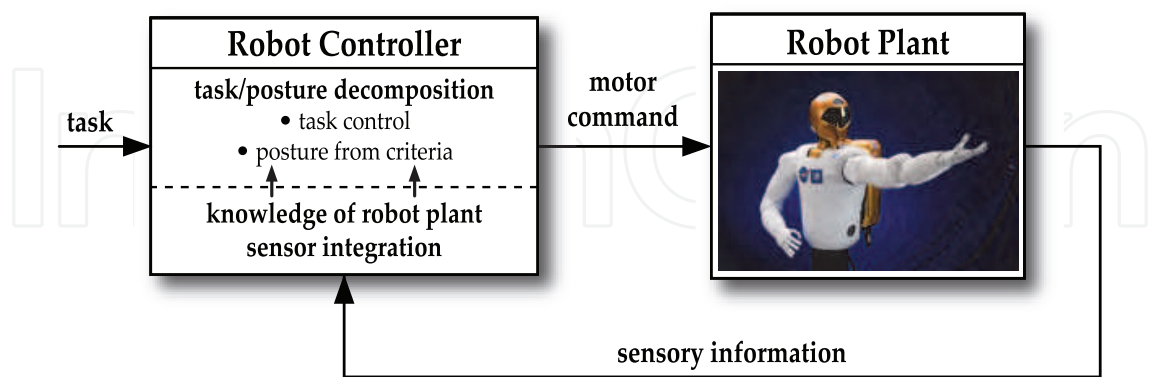 Robot Controller
task/posture decomposition
• task control
• posture from criteria
knowledge of robot plant
sensor integration
task
motor
command
Robot Plant
sensory information